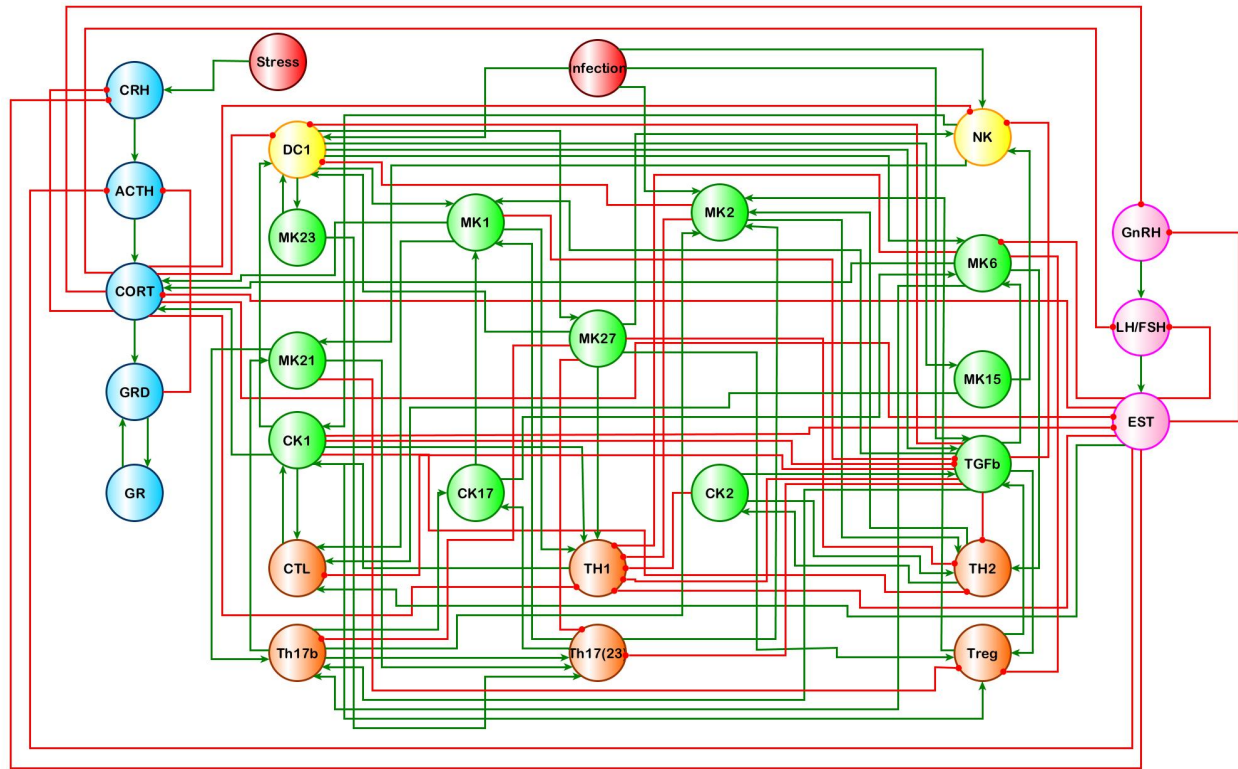 Stress
Infection
CRH
NK
DC1
ACTH
MK2
MK1
GnRH
MK23
MK6
CORT
LH/FSH
MK27
MK21
MK15
GRD
EST
CK1
TGFb
GR
CK17
CK2
CTL
TH1
TH2
Th17b
Th17(23)
Treg